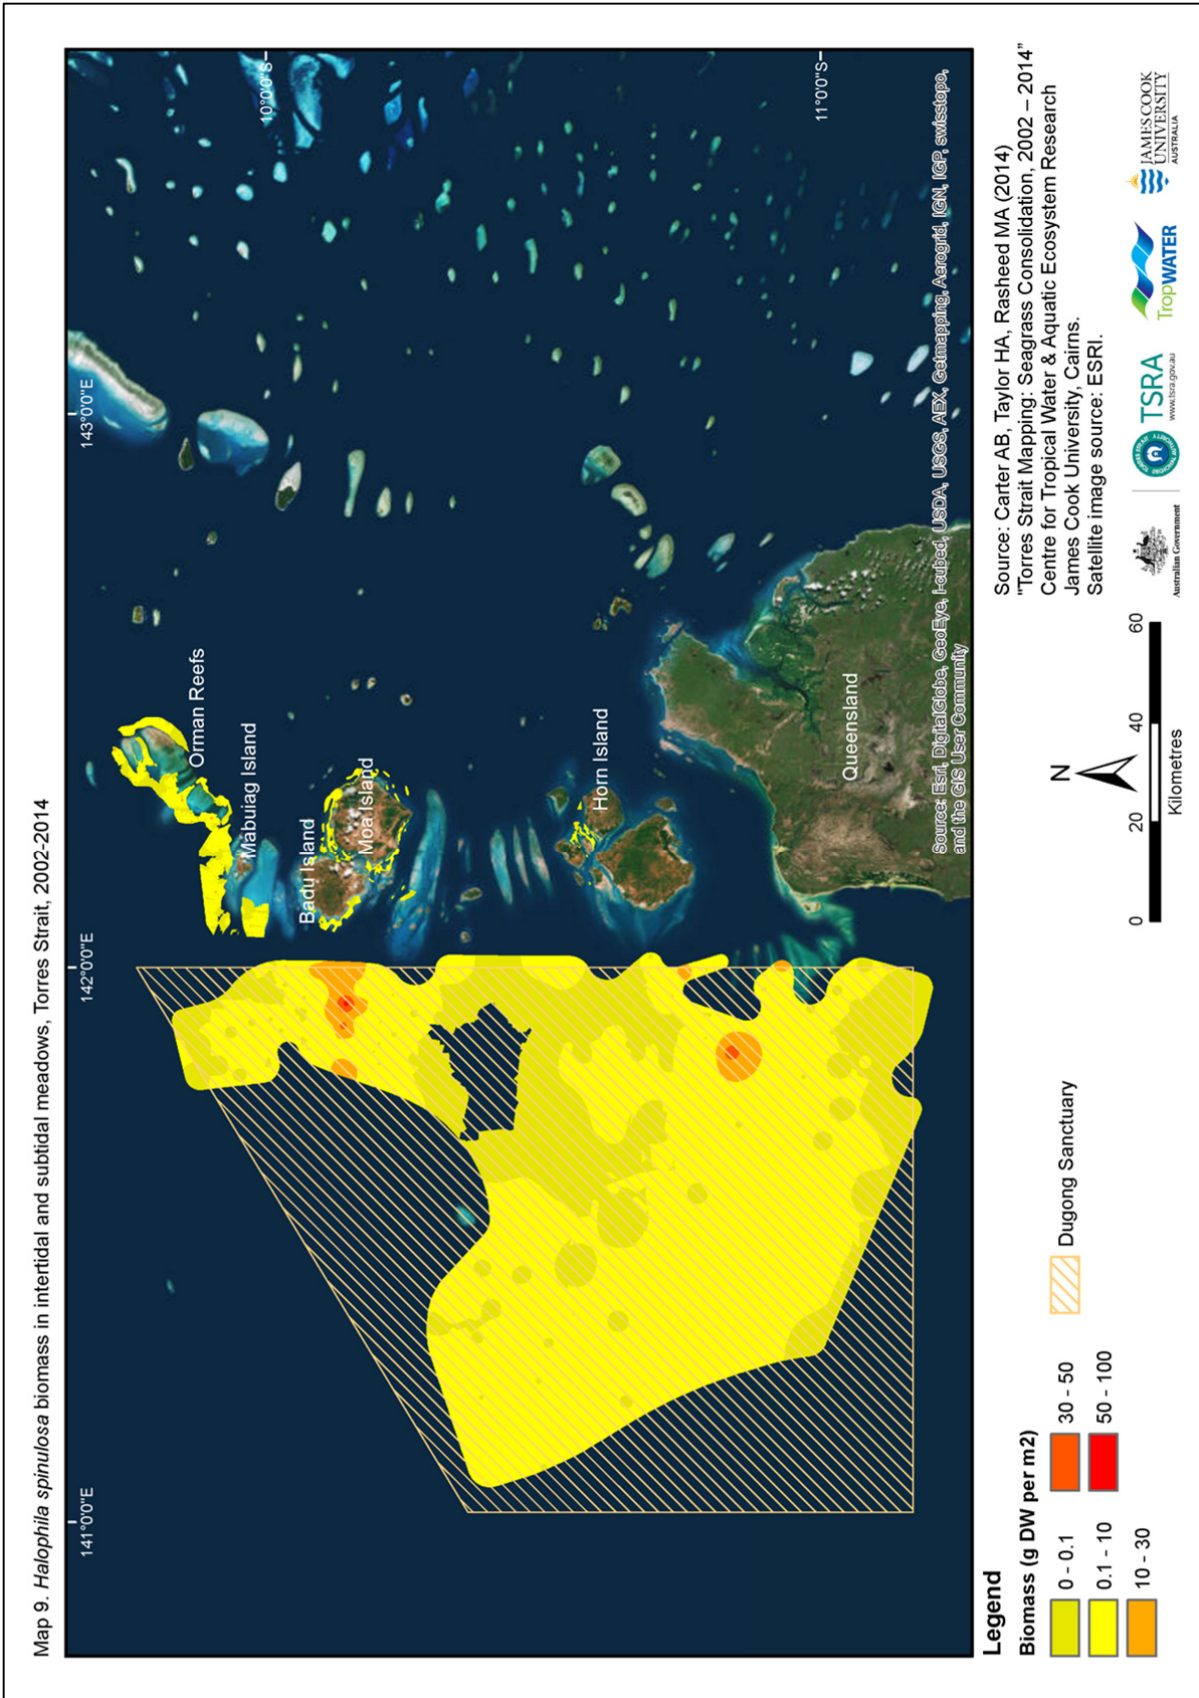 Map 9. Halophila spinulosa biomass in intertidal and subtidal meadows, Torres Strait, 2002-2014
141°0'0"E
142°0'0"E
143°0'0"E
10°0'0"S
11°0'0"S
Orman Reefs
Mabuiag Island
Badu Island
Moa Island
Horn Island
Queensland
Source: Esri, DigitalGlobe, GeoEye, i-cubed, USDA, USGS, AEX, Getmapping, Aerogrid, IGN, IGP, swisstopo,
and the GIS User Community
Legend
Biomass (g DW per m2)
0 - 0.1
0.1 - 10
10 - 30
30 - 50
50 - 100
Dugong Sanctuary
N
0 20 40 60
Kilometres
Source: Carter AB, Taylor HA, Rasheed MA (2014)
"Torres Strait Mapping: Seagrass Consolidation, 2002 – 2014"
Centre for Tropical Water & Aquatic Ecosystem Research
James Cook University, Cairns.
Satellite image source: ESRI.
Australian Government
TSRA
www.tsra.gov.au
TropWATER
JAMES COOK
UNIVERSITY
AUSTRALIA